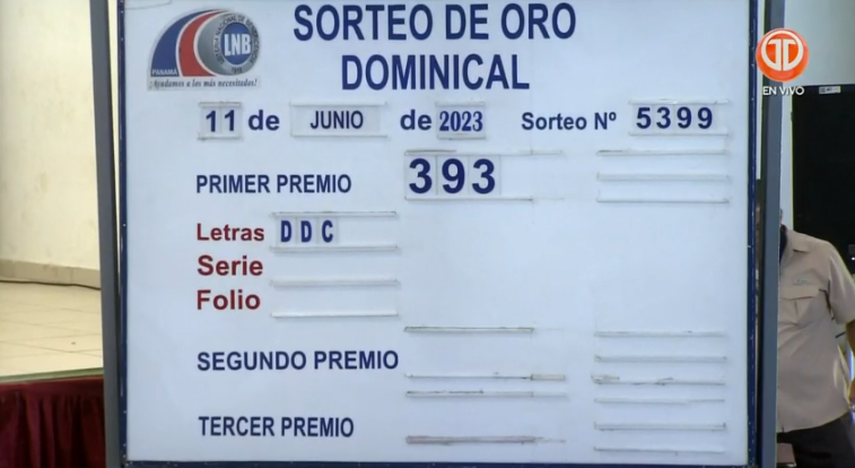 SORTEO DE ORO
DOMINICAL
LNB
PANAMÁ
¡Ayudamos a los más necesitados!
EN VIVO
11 de JUNIO de 2023 Sorteo Nº 5399
PRIMER PREMIO 393
Letras DDC
Serie
Folio
SEGUNDO PREMIO
TERCER PREMIO